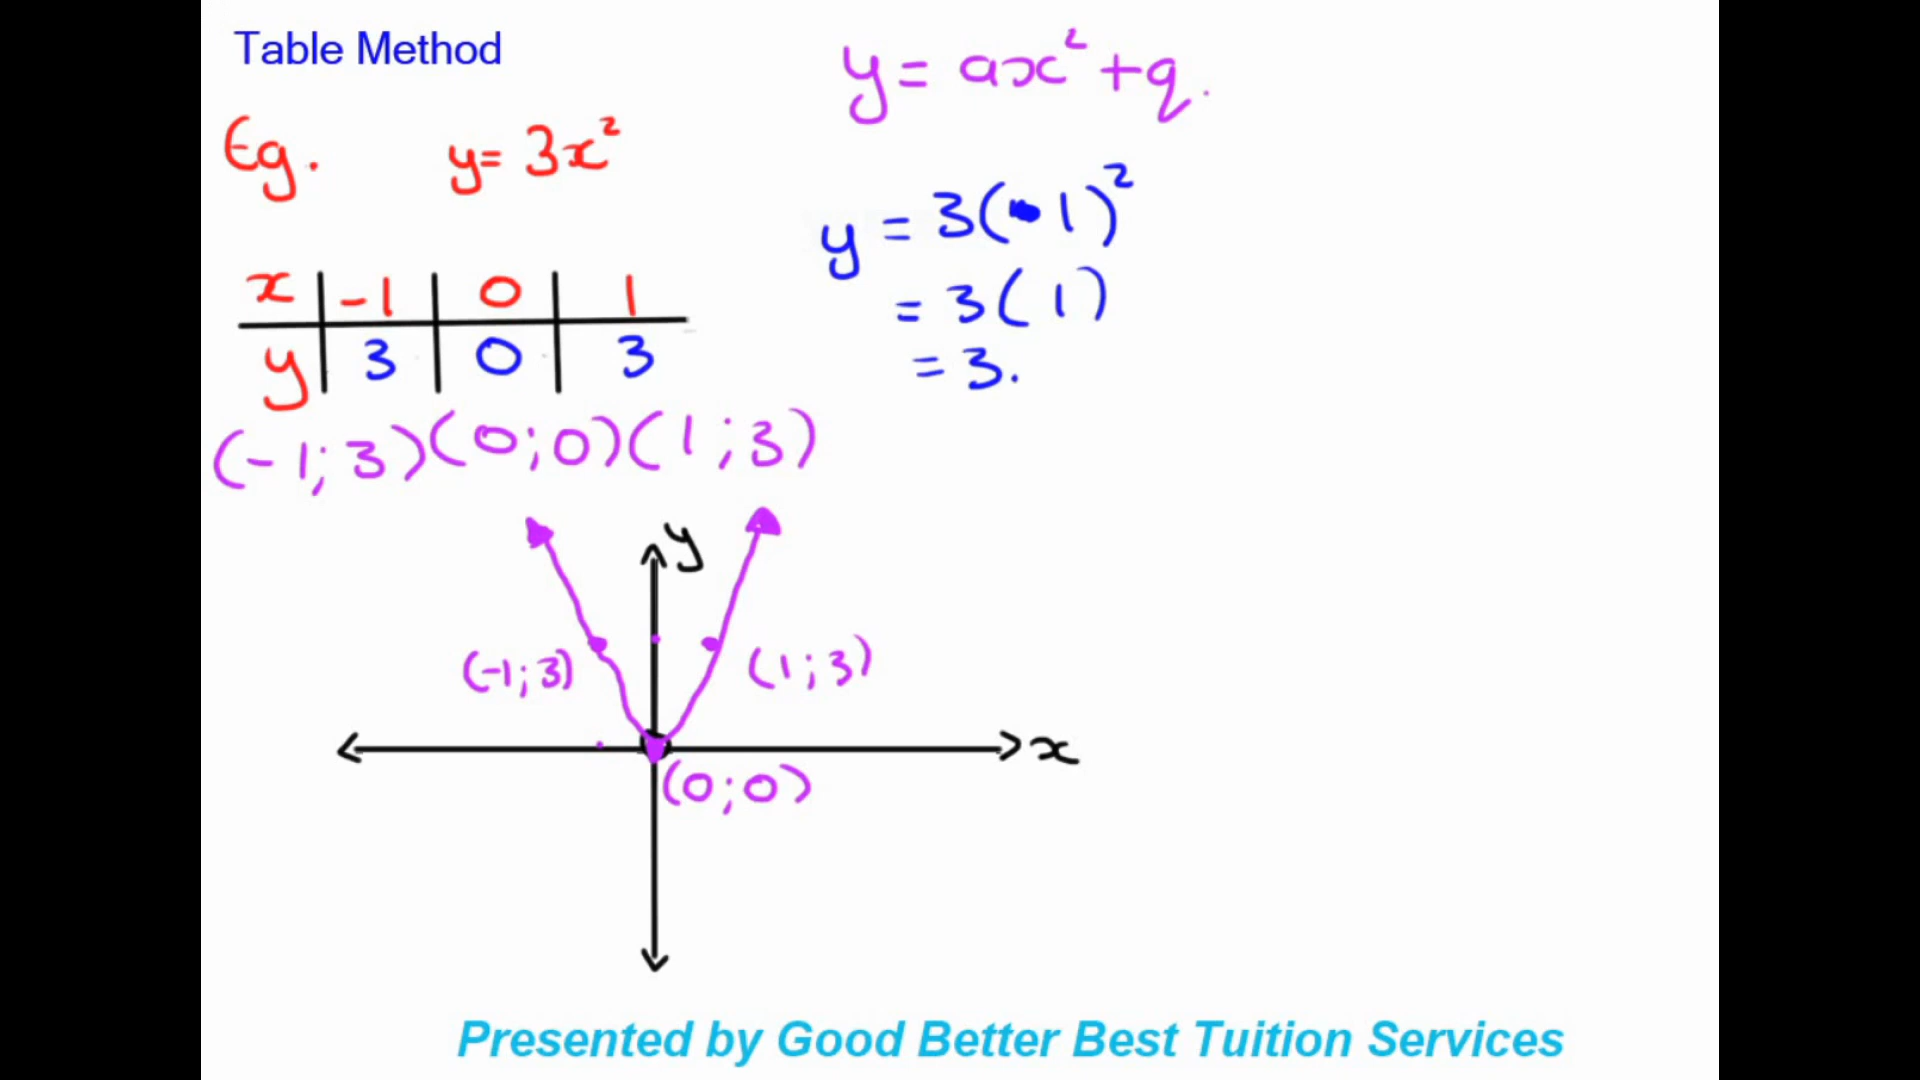 Table Method
y = ax² + q.
Eg. y = 3x²
y = 3(-1)²
= 3(1)
= 3.
x -1 0 1
y 3 0 3
(-1; 3) (0; 0) (1; 3)
y
(-1; 3) (1; 3)
x
(0; 0)
Presented by Good Better Best Tuition Services